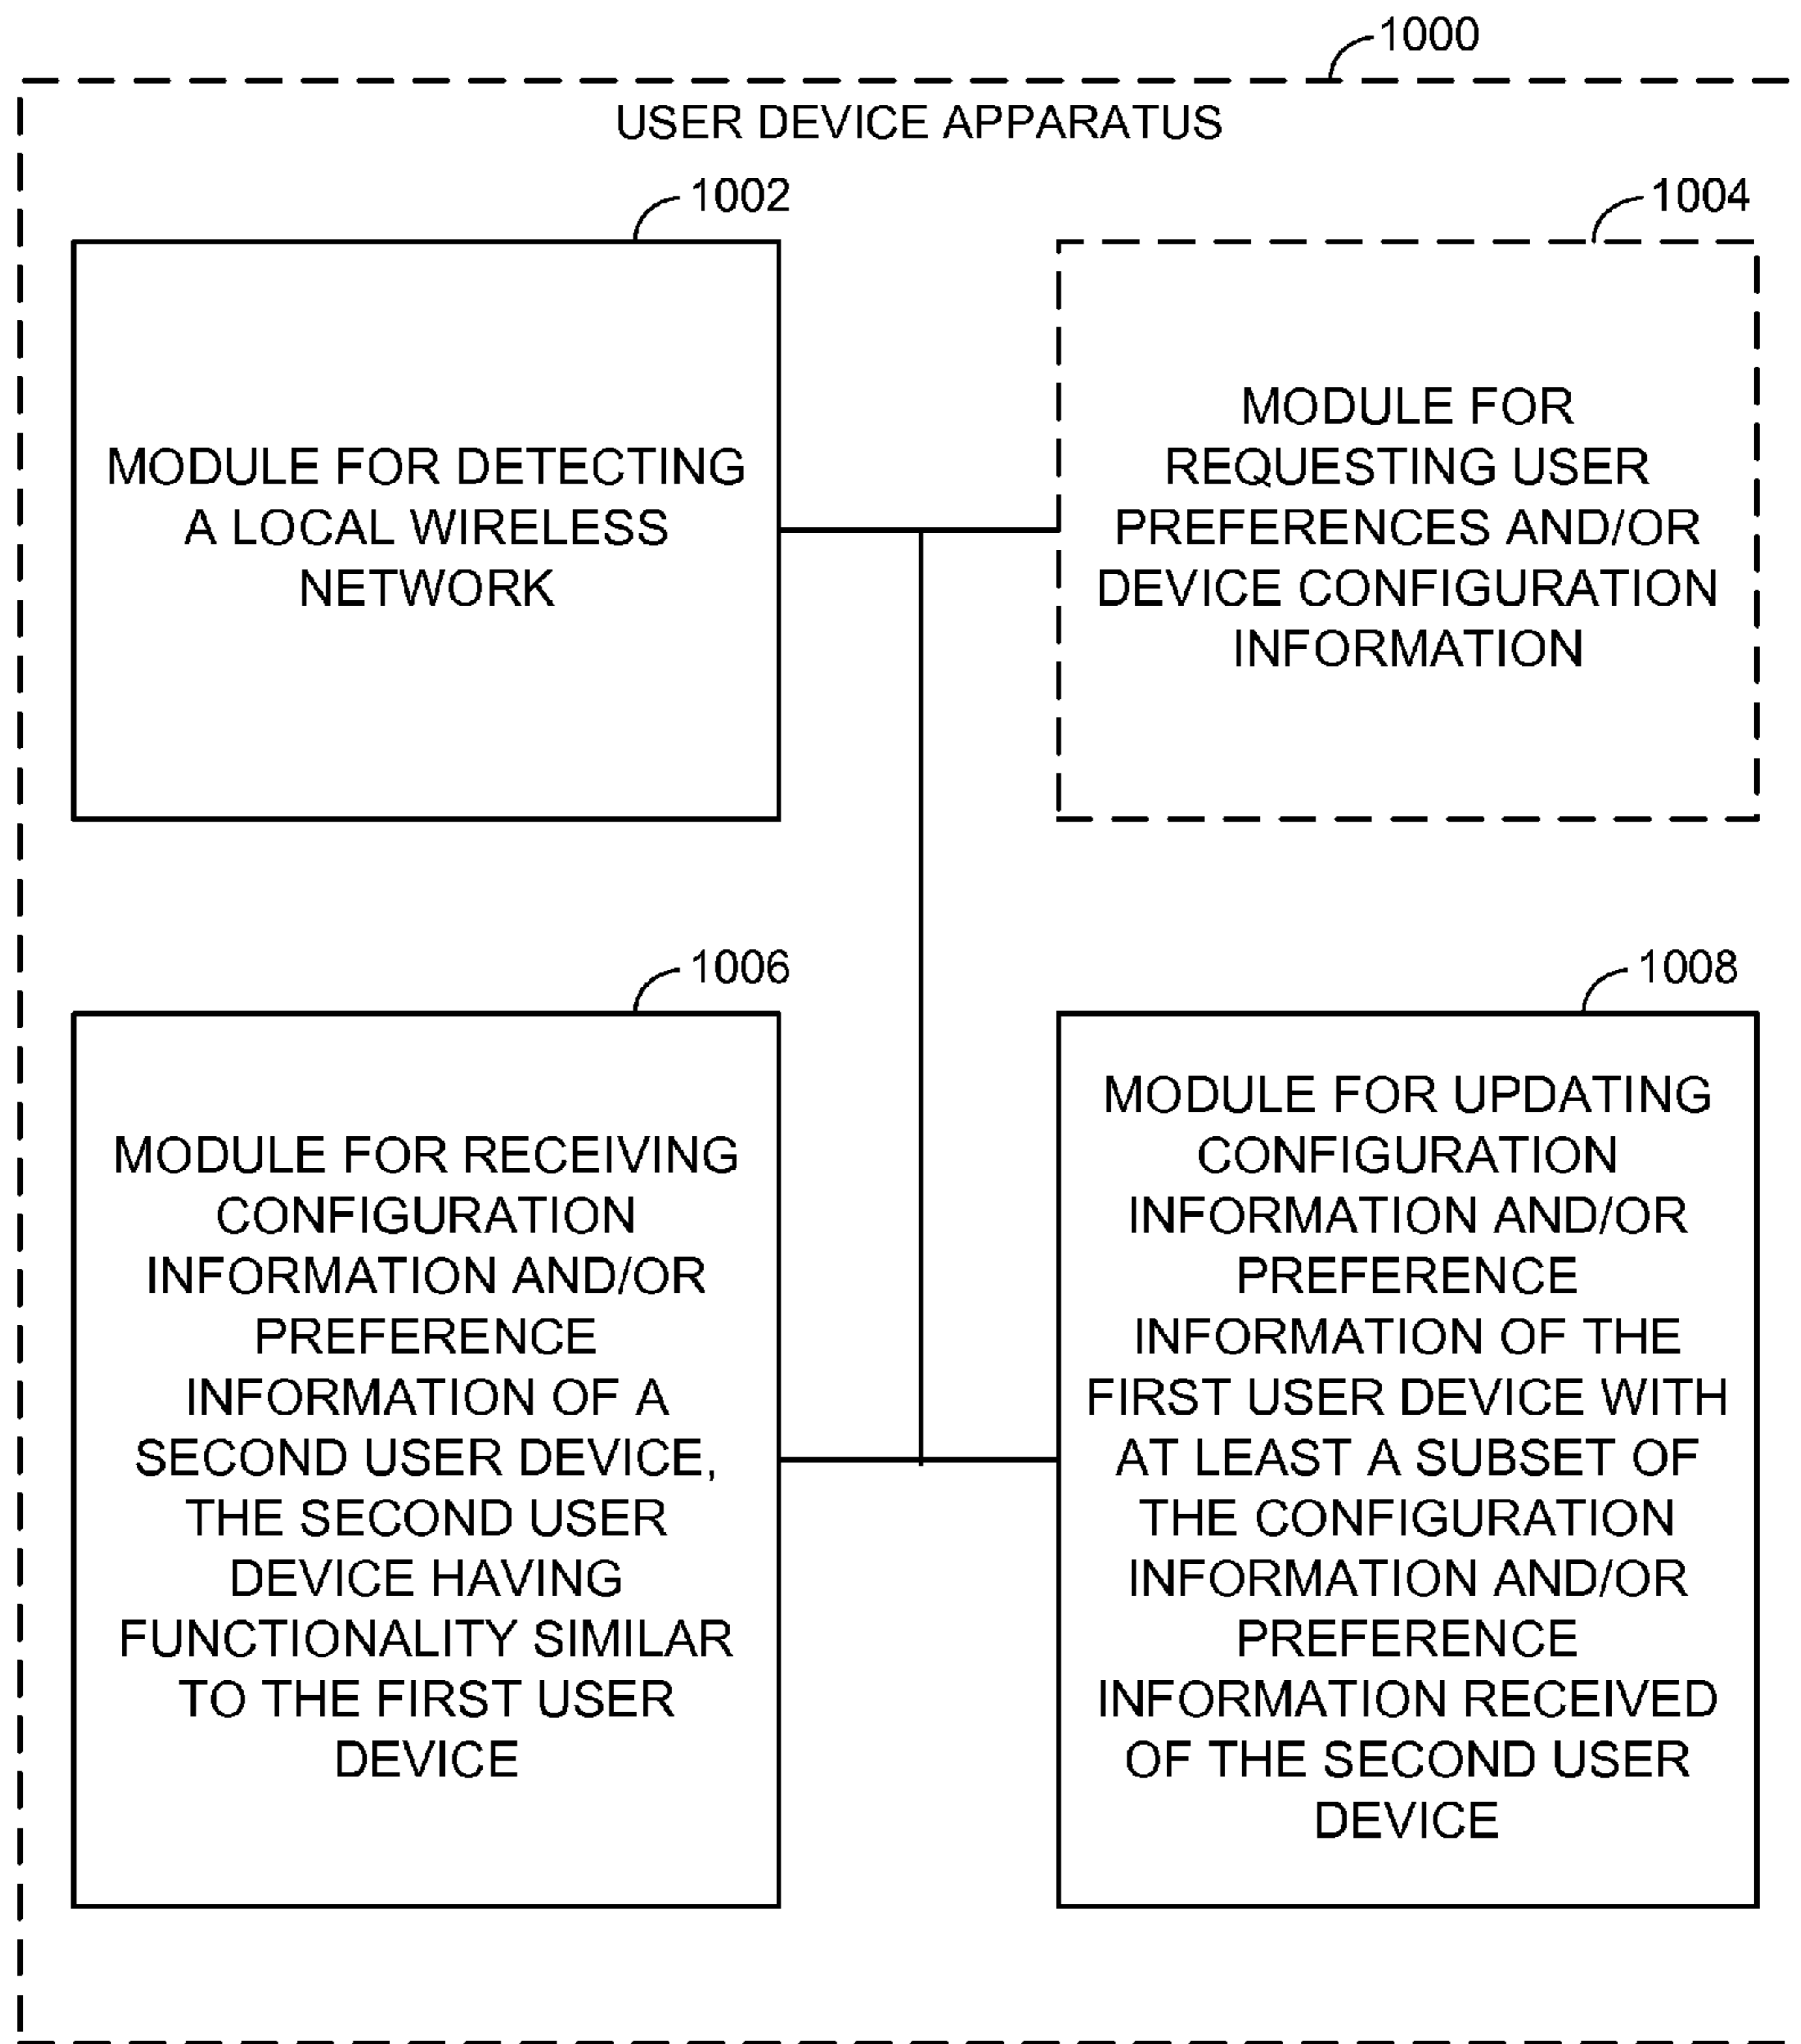 1000
USER DEVICE APPARATUS
1002
MODULE FOR DETECTING
A LOCAL WIRELESS
NETWORK
1004
MODULE FOR
REQUESTING USER
PREFERENCES AND/OR
DEVICE CONFIGURATION
INFORMATION
1006
MODULE FOR RECEIVING
CONFIGURATION
INFORMATION AND/OR
PREFERENCE
INFORMATION OF A
SECOND USER DEVICE,
THE SECOND USER
DEVICE HAVING
FUNCTIONALITY SIMILAR
TO THE FIRST USER
DEVICE
1008
MODULE FOR UPDATING
CONFIGURATION
INFORMATION AND/OR
PREFERENCE
INFORMATION OF THE
FIRST USER DEVICE WITH
AT LEAST A SUBSET OF
THE CONFIGURATION
INFORMATION AND/OR
PREFERENCE
INFORMATION RECEIVED
OF THE SECOND USER
DEVICE